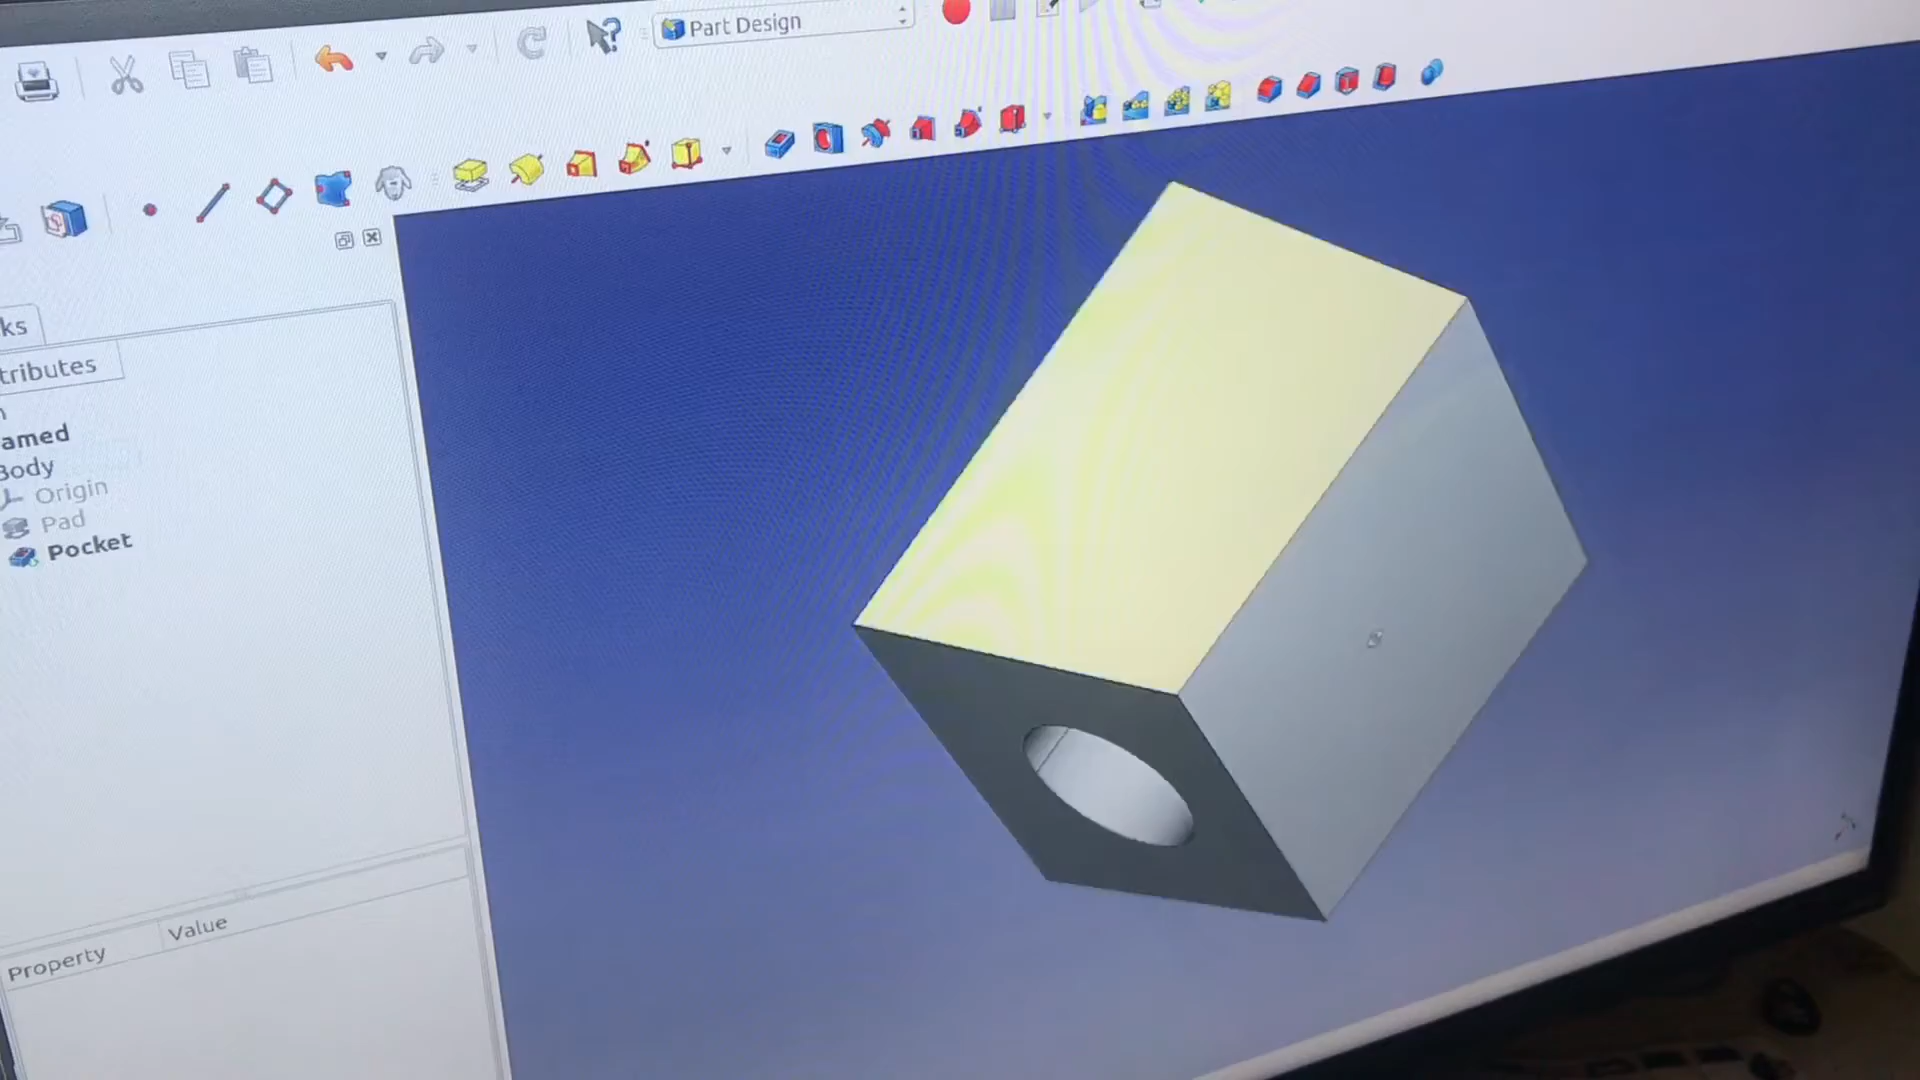 Part Design
ks
tributes
amed
Body
Origin
Pad
Pocket
Property
Value